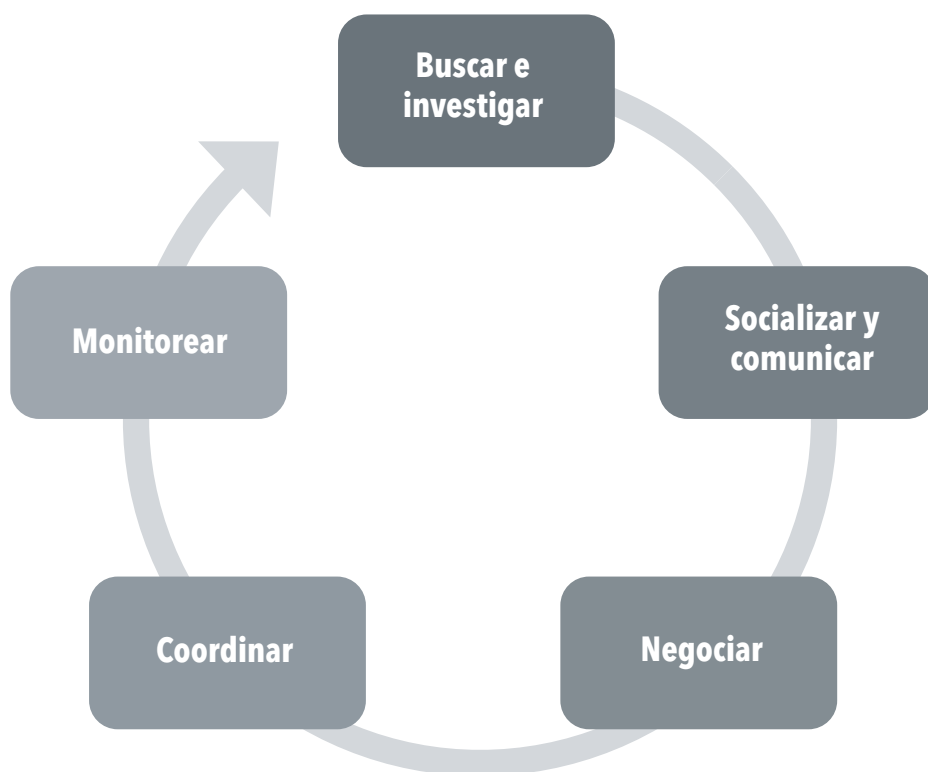 Buscar e
investigar
Socializar y
comunicar
Negociar
Coordinar
Monitorear